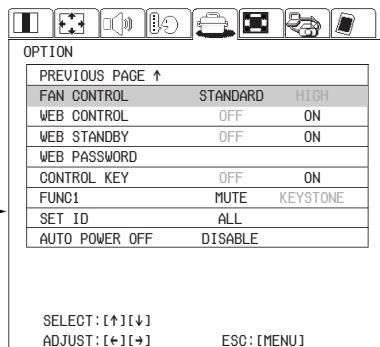 OPTION
PREVIOUS PAGE ↑
FAN CONTROL STANDARD HIGH
WEB CONTROL OFF ON
WEB STANDBY OFF ON
WEB PASSWORD
CONTROL KEY OFF ON
FUNC1 MUTE KEYSTONE
SET ID ALL
AUTO POWER OFF DISABLE
SELECT:[↑][↓]
ADJUST:[←][→] ESC:[MENU]